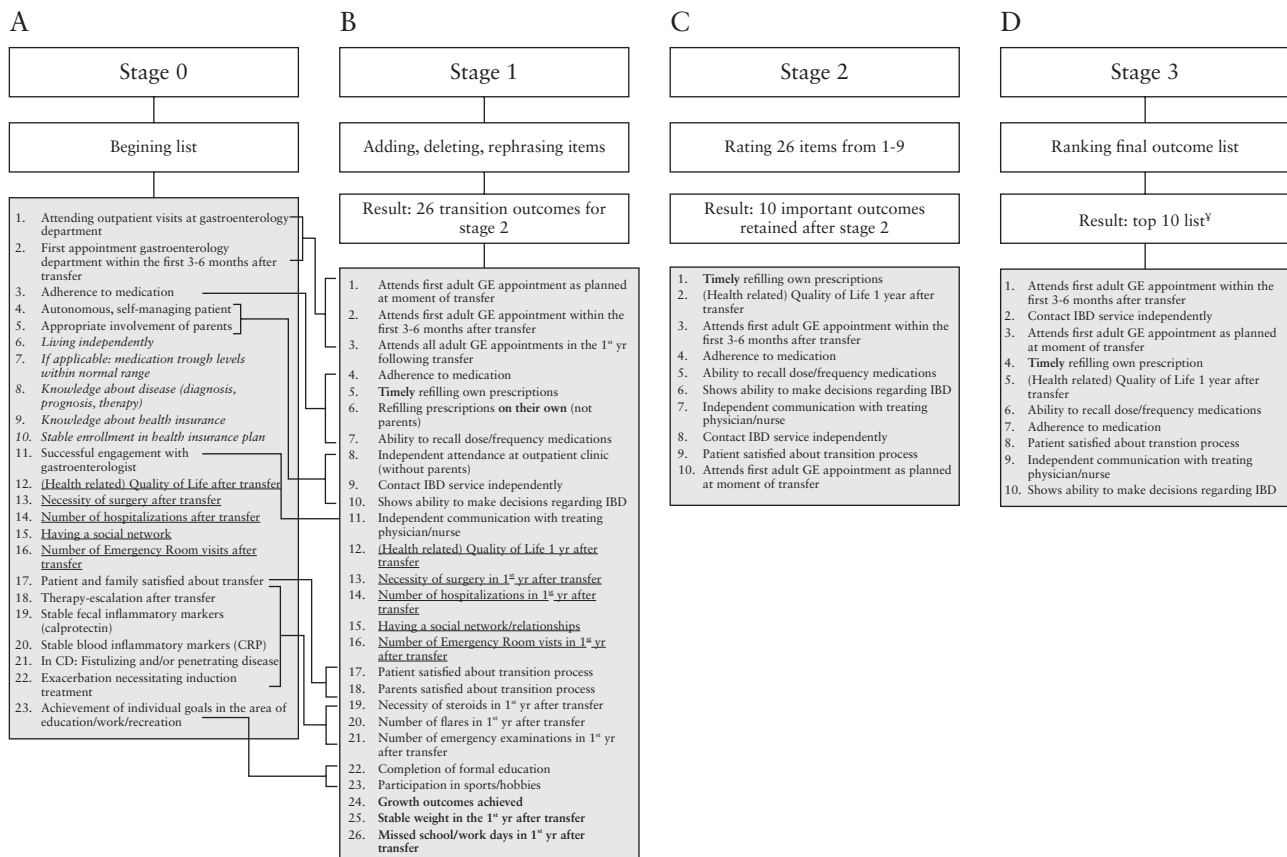 A
Stage 0
Begining list
1. Attending outpatient visits at gastroenterology
department
2. First appointment gastroenterology
department within the first 3-6 months after
transfer
3. Adherence to medication
4. Autonomous, self-managing patient
5. Appropriate involvement of parents
6. Living independently
7. If applicable: medication trough levels
within normal range
8. Knowledge about disease (diagnosis,
prognosis, therapy)
9. Knowledge about health insurance
10. Stable enrollment in health insurance plan
11. Successful engagement with
gastroenterologist
12. (Health related) Quality of Life after transfer
13. Necessity of surgery after transfer
14. Number of hospitalizations after transfer
15. Having a social network
16. Number of Emergency Room visits after
transfer
17. Patient and family satisfied about transfer
18. Therapy-escalation after transfer
19. Stable fecal inflammatory markers
(calprotectin)
20. Stable blood inflammatory markers (CRP)
21. In CD: Fistulizing and/or penetrating disease
22. Exacerbation necessitating induction
treatment
23. Achievement of individual goals in the area of
education/work/recreation
B
Stage 1
Adding, deleting, rephrasing items
Result: 26 transition outcomes for
stage 2
1. Attends first adult GE appointment as planned
at moment of transfer
2. Attends first adult GE appointment within the
first 3-6 months after transfer
3. Attends all adult GE appointments in the 1st yr
following transfer
4. Adherence to medication
5. Timely refilling own prescriptions
6. Refilling prescriptions on their own (not
parents)
7. Ability to recall dose/frequency medications
8. Independent attendance at outpatient clinic
(without parents)
9. Contact IBD service independently
10. Shows ability to make decisions regarding IBD
11. Independent communication with treating
physician/nurse
12. (Health related) Quality of Life 1 yr after
transfer
13. Necessity of surgery in 1st yr after transfer
14. Number of hospitalizations in 1st yr after
transfer
15. Having a social network/relationships
16. Number of Emergency Room vists in 1st yr
after transfer
17. Patient satisfied about transition process
18. Parents satisfied about transition process
19. Necessity of steroids in 1st yr after transfer
20. Number of flares in 1st yr after transfer
21. Number of emergency examinations in 1st yr
after transfer
22. Completion of formal education
23. Participation in sports/hobbies
24. Growth outcomes achieved
25. Stable weight in the 1st yr after transfer
26. Missed school/work days in 1st yr after
transfer
C
Stage 2
Rating 26 items from 1-9
Result: 10 important outcomes
retained after stage 2
1. Timely refilling own prescriptions
2. (Health related) Quality of Life 1 year after
transfer
3. Attends first adult GE appointment within the
first 3-6 months after transfer
4. Adherence to medication
5. Ability to recall dose/frequency medications
6. Shows ability to make decisions regarding IBD
7. Independent communication with treating
physician/nurse
8. Contact IBD service independently
9. Patient satisfied about transition process
10. Attends first adult GE appointment as planned
at moment of transfer
D
Stage 3
Ranking final outcome list
Result: top 10 list¥
1. Attends first adult GE appointment within the
first 3-6 months after transfer
2. Contact IBD service independently
3. Attends first adult GE appointment as planned
at moment of transfer
4. Timely refilling own prescription
5. (Health related) Quality of Life 1 year after
transfer
6. Ability to recall dose/frequency medications
7. Adherence to medication
8. Patient satisfied about transtion process
9. Independent communication with treating
physician/nurse
10. Shows ability to make decisions regarding IBD